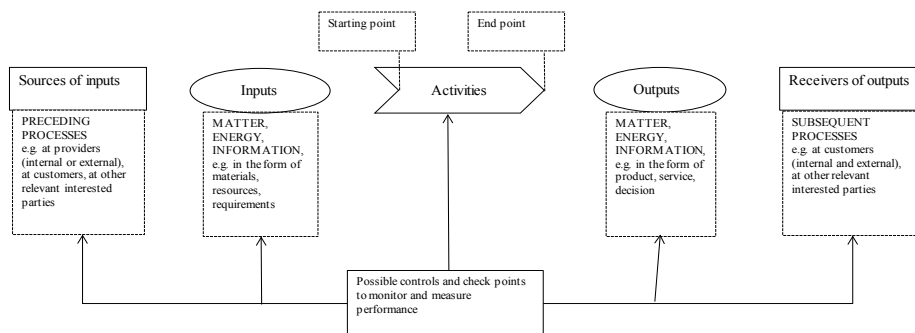 Starting point
End point
Sources of inputs
Inputs
Activities
Outputs
Receivers of outputs
PRECEDING
PROCESSES
e.g. at providers
(internal or external),
at customers, at other
relevant interested
parties
MATTER,
ENERGY,
INFORMATION,
e.g. in the form of
materials,
resources,
requirements
MATTER,
ENERGY,
INFORMATION,
e.g. in the form of
product, service,
decision
SUBSEQUENT
PROCESSES
e.g. at customers
(internal and external),
at other relevant
interested parties
Possible controls and check points
to monitor and measure
performance